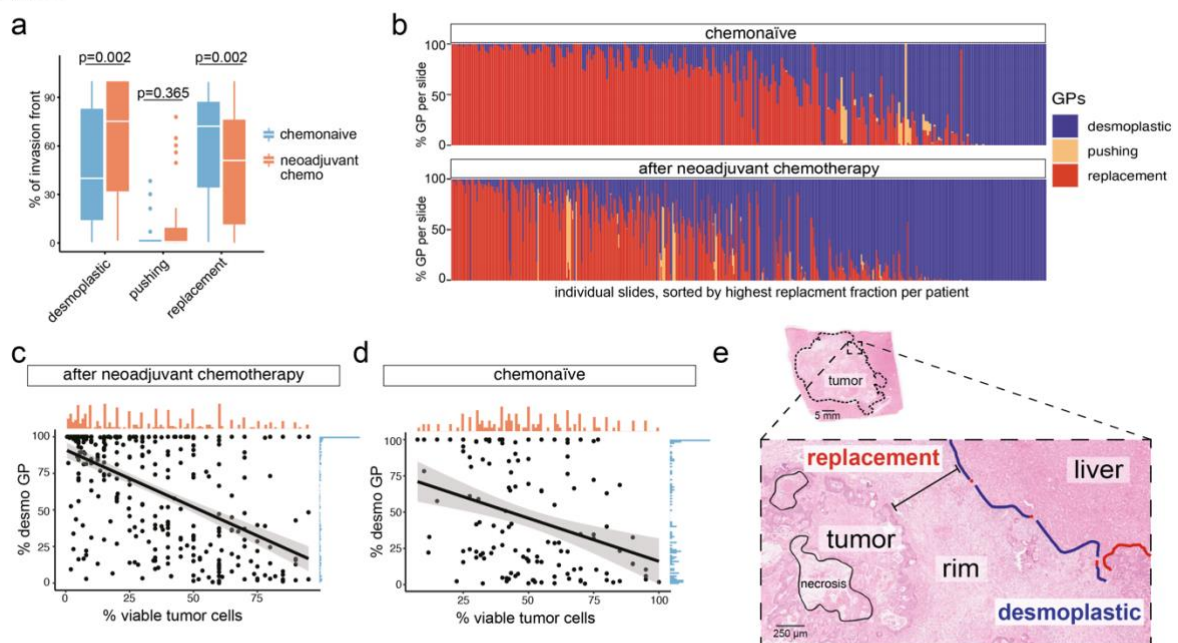 a
p=0.002
p=0.002
p=0.365
90
60
30
0
% of invasion front
desmoplastic
pushing
replacement
chemonaive
neoadjuvant
chemo
b
chemonaïve
100
50
0
% GP per slide
after neoadjuvant chemotherapy
100
50
0
% GP per slide
individual slides, sorted by highest replacment fraction per patient
GPs
desmoplastic
pushing
replacement
c
after neoadjuvant chemotherapy
100
75
50
25
0
% desmo GP
0
25
50
75
% viable tumor cells
d
chemonaïve
100
75
50
25
0
% desmo GP
25
50
75
100
% viable tumor cells
e
tumor
5 mm
replacement
liver
tumor
rim
necrosis
desmoplastic
250 µm